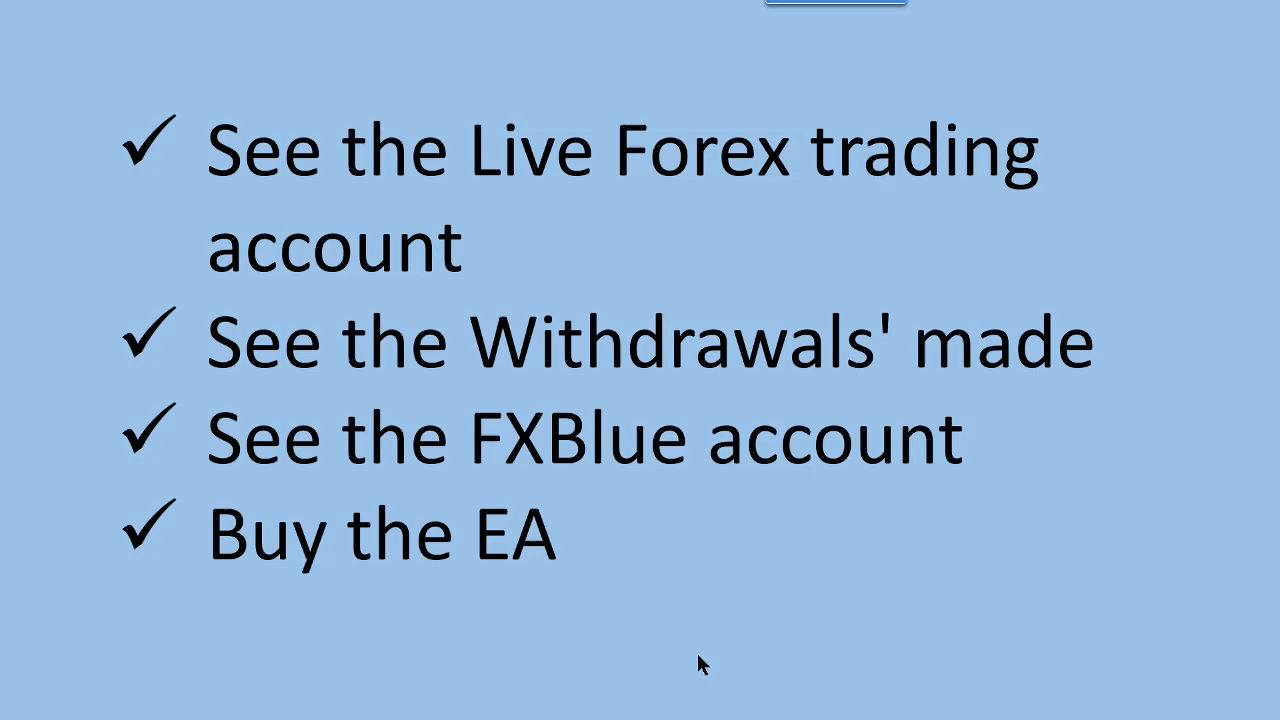 ✓ See the Live Forex trading
account
✓ See the Withdrawals' made
✓ See the FXBlue account
✓ Buy the EA